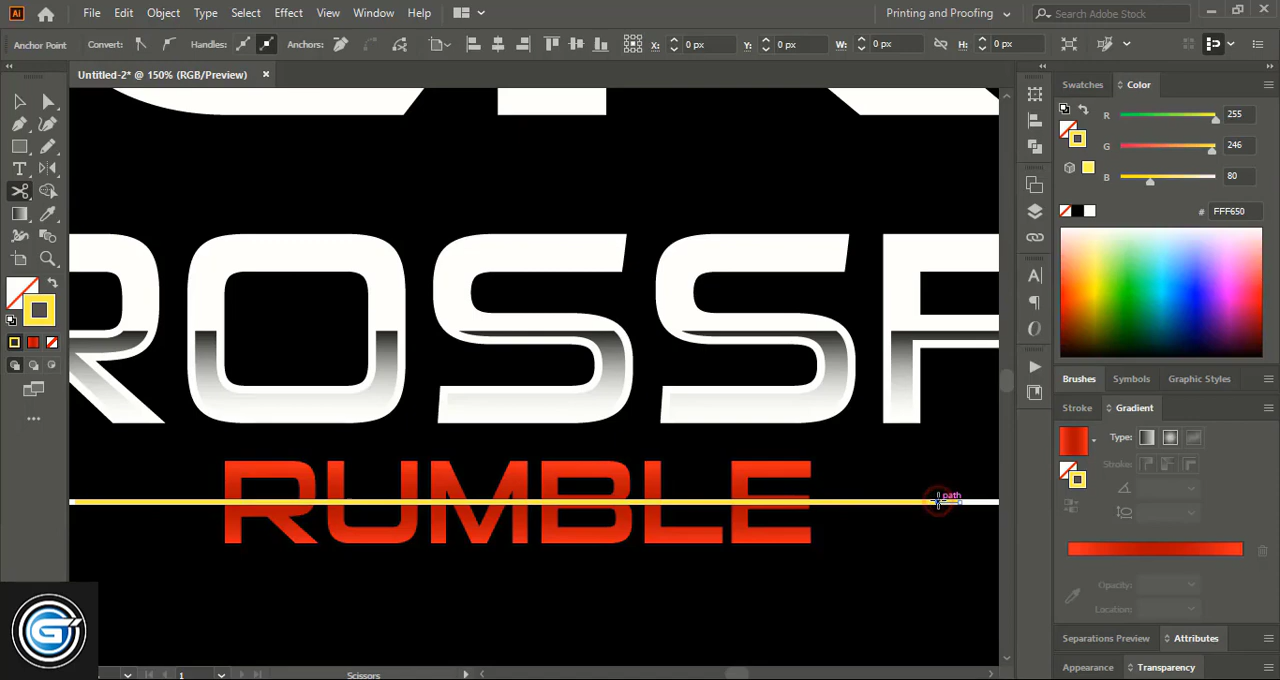 Ai File Edit Object Type Select Effect View Window Help Printing and Proofing Search Adobe Stock
Anchor Point Convert: Handles: Anchors: X: 0 px Y: 0 px W: 0 px H: 0 px
Untitled-2* @ 150% (RGB/Preview)
ROSSF
RUMBLE
path
1 Scissors
Swatches Color
R 255
G 246
B 80
# FFF650
Brushes Symbols Graphic Styles
Stroke Gradient
Type:
Stroke:
Opacity:
Location:
Separations Preview Attributes
Appearance Transparency